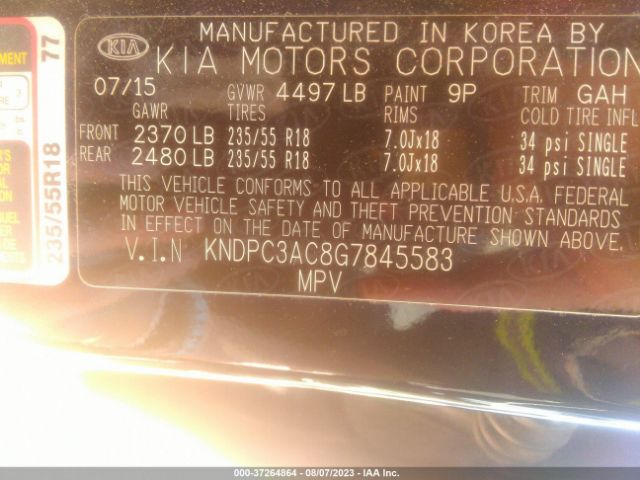 MANUFACTURED IN KOREA BY
KIA KIA MOTORS CORPORATION
07/15 GVWR 4497 LB PAINT 9P TRIM GAH
GAWR TIRES RIMS COLD TIRE INFL
FRONT 2370 LB 235/55 R18 7.0Jx18 34 psi SINGLE
REAR 2480 LB 235/55 R18 7.0Jx18 34 psi SINGLE
THIS VEHICLE CONFORMS TO ALL APPLICABLE U.S.A. FEDERAL
MOTOR VEHICLE SAFETY AND THEFT PREVENTION STANDARDS
IN EFFECT ON THE DATE OF MANUFACTURE SHOWN ABOVE.
V.I.N KNDPC3AC8G7845583
MPV
235/55R18 77
000-37264864 - 08/07/2023 - COPYRIGHT IAA